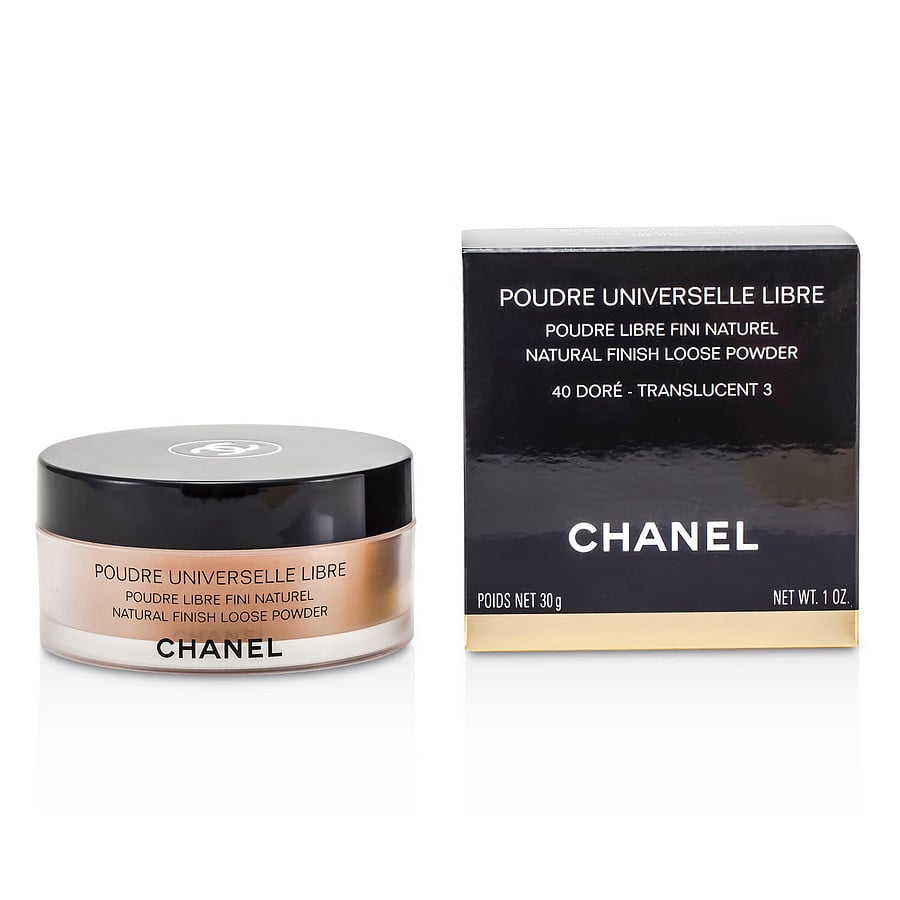 POUDRE UNIVERSELLE LIBRE
POUDRE LIBRE FINI NATUREL
NATURAL FINISH LOOSE POWDER
CHANEL
POUDRE UNIVERSELLE LIBRE
POUDRE LIBRE FINI NATUREL
NATURAL FINISH LOOSE POWDER
40 DORÉ - TRANSLUCENT 3
CHANEL
POIDS NET 30 g
NET WT. 1 OZ.